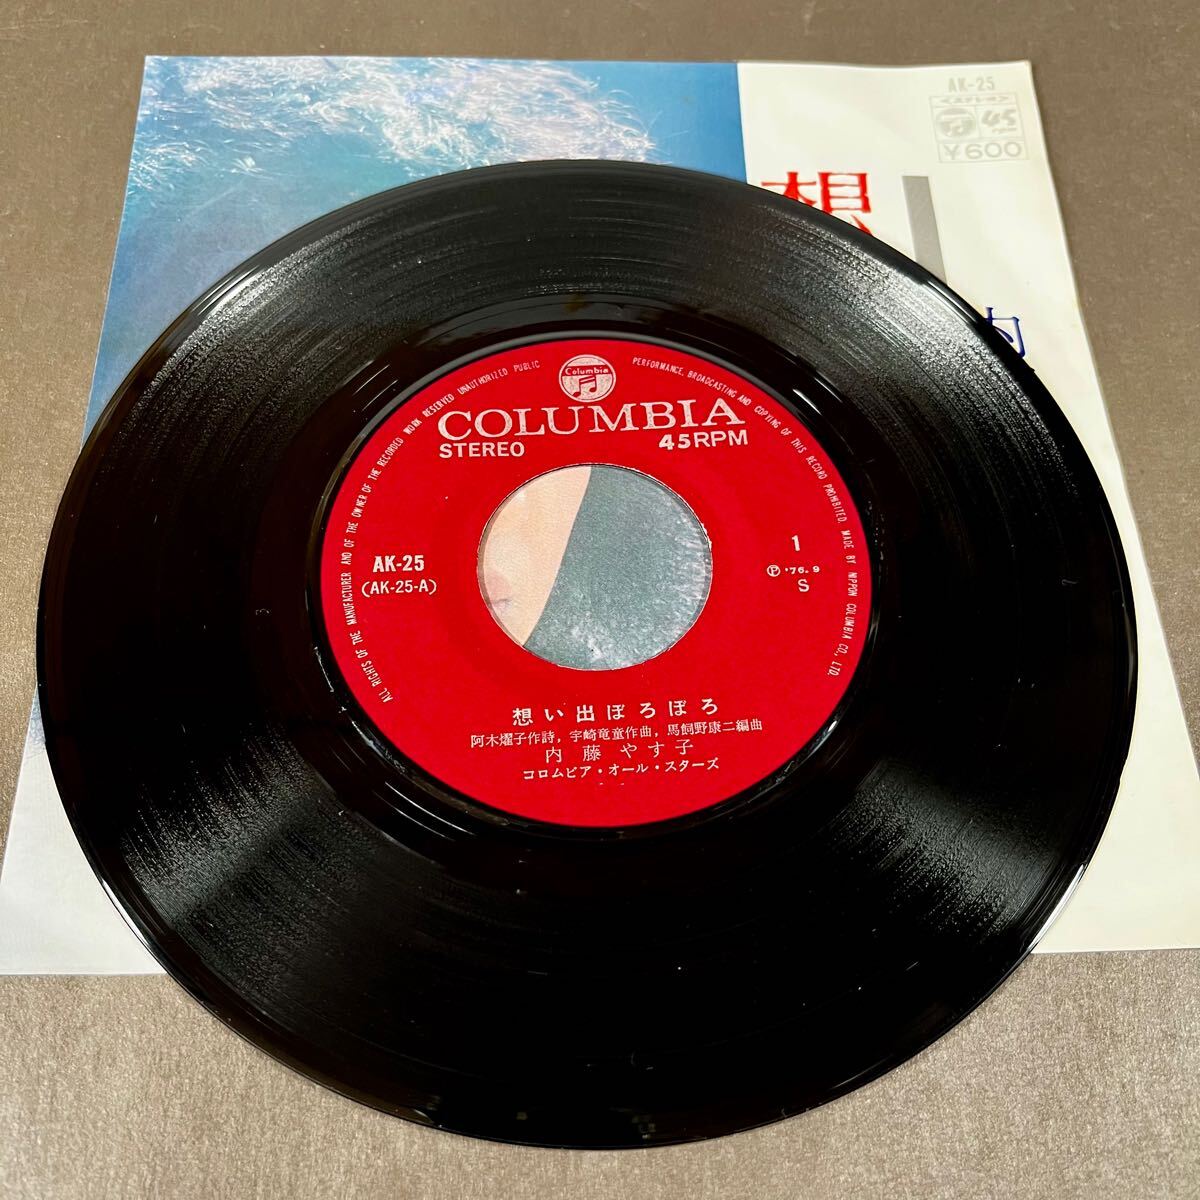 AK-25
45
¥600
想
内
Columbia
COLUMBIA
STEREO
45RPM
ALL RIGHTS OF THE MANUFACTURER AND OF THE OWNER OF THE RECORDED WORK RESERVED UNAUTHORIZED PUBLIC PERFORMANCE, BROADCASTING AND COPYING OF THIS RECORD PROHIBITED. MADE BY NIPPON COLUMBIA CO., LTD.
AK-25
(AK-25-A)
1
Ⓟ '76.9
S
想い出ぼろぼろ
阿木燿子作詩, 宇崎竜童作曲, 馬飼野康二編曲
内藤やす子
コロムビア・オール・スターズ